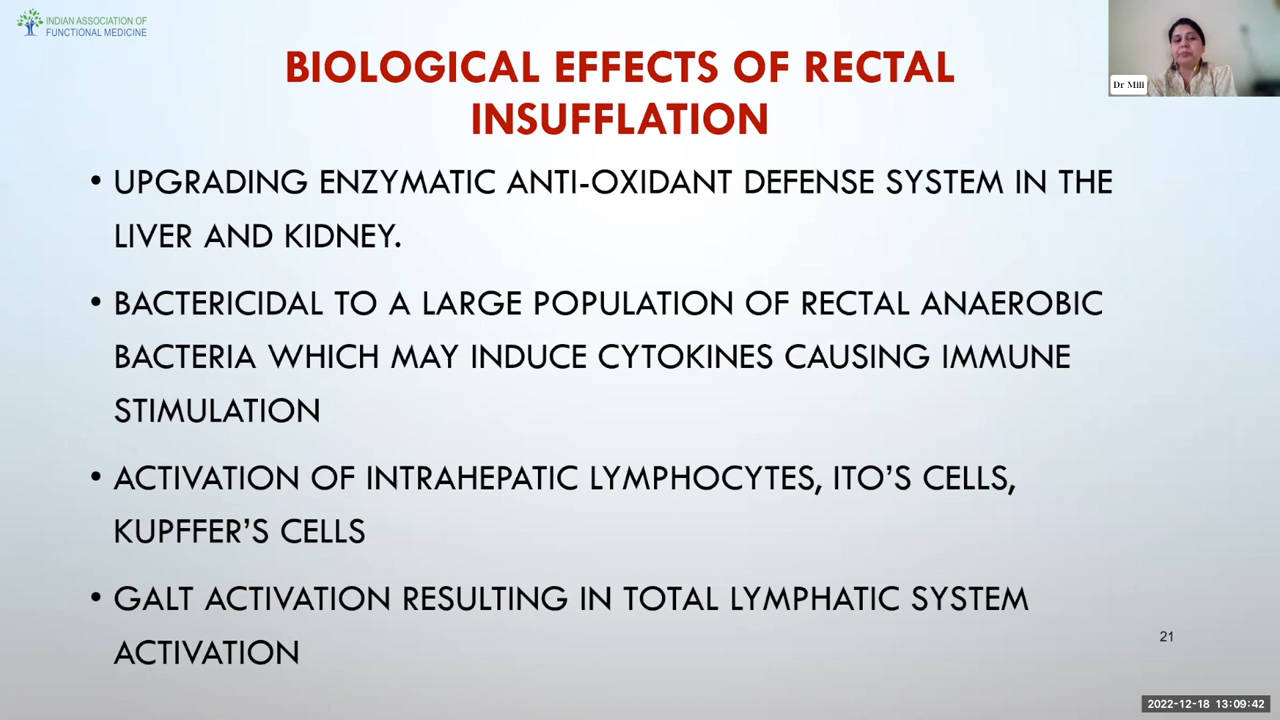 INDIAN ASSOCIATION OF
FUNCTIONAL MEDICINE
BIOLOGICAL EFFECTS OF RECTAL
INSUFFLATION
Dr Mili
• UPGRADING ENZYMATIC ANTI-OXIDANT DEFENSE SYSTEM IN THE
LIVER AND KIDNEY.
• BACTERICIDAL TO A LARGE POPULATION OF RECTAL ANAEROBIC
BACTERIA WHICH MAY INDUCE CYTOKINES CAUSING IMMUNE
STIMULATION
• ACTIVATION OF INTRAHEPATIC LYMPHOCYTES, ITO’S CELLS,
KUPFFER’S CELLS
• GALT ACTIVATION RESULTING IN TOTAL LYMPHATIC SYSTEM
ACTIVATION
21
2022-12-18 13:09:42